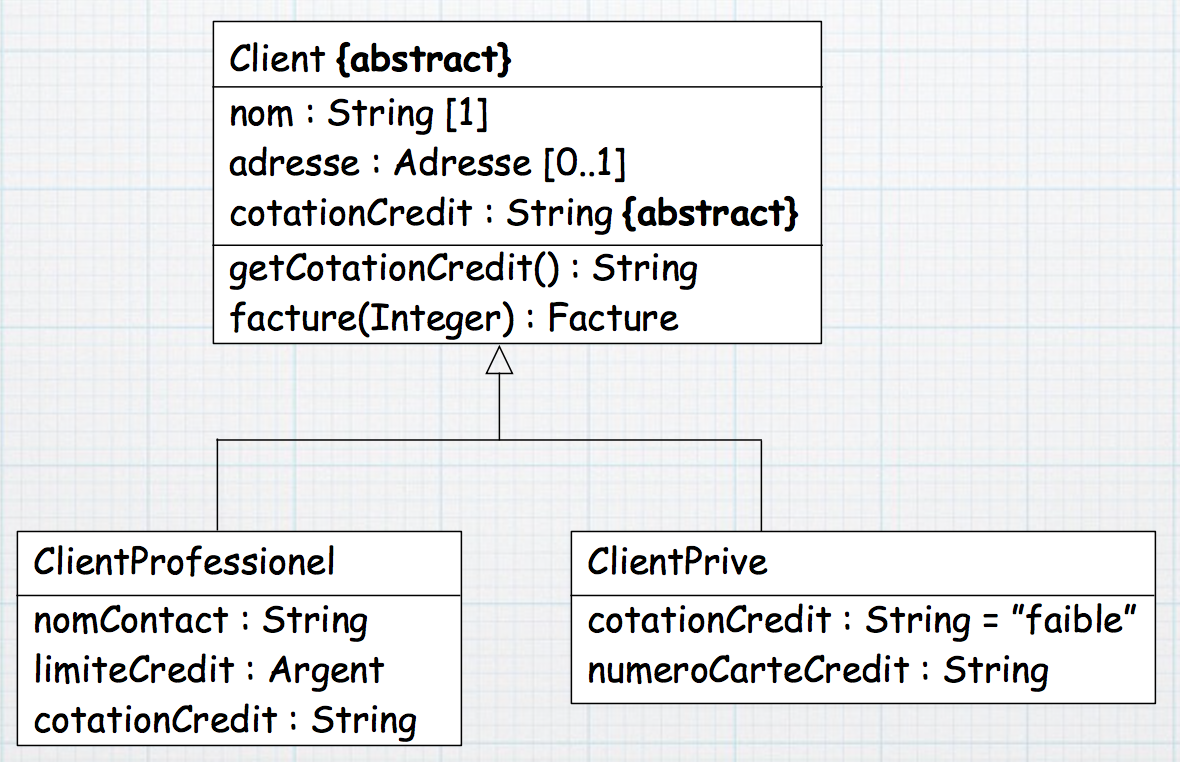 Client {abstract}
nom : String [1]
adresse : Adresse [0..1]
cotationCredit : String {abstract}
getCotationCredit() : String
facture(Integer) : Facture
ClientProfessionel
nomContact : String
limiteCredit : Argent
cotationCredit : String
ClientPrive
cotationCredit : String = "faible"
numeroCarteCredit : String